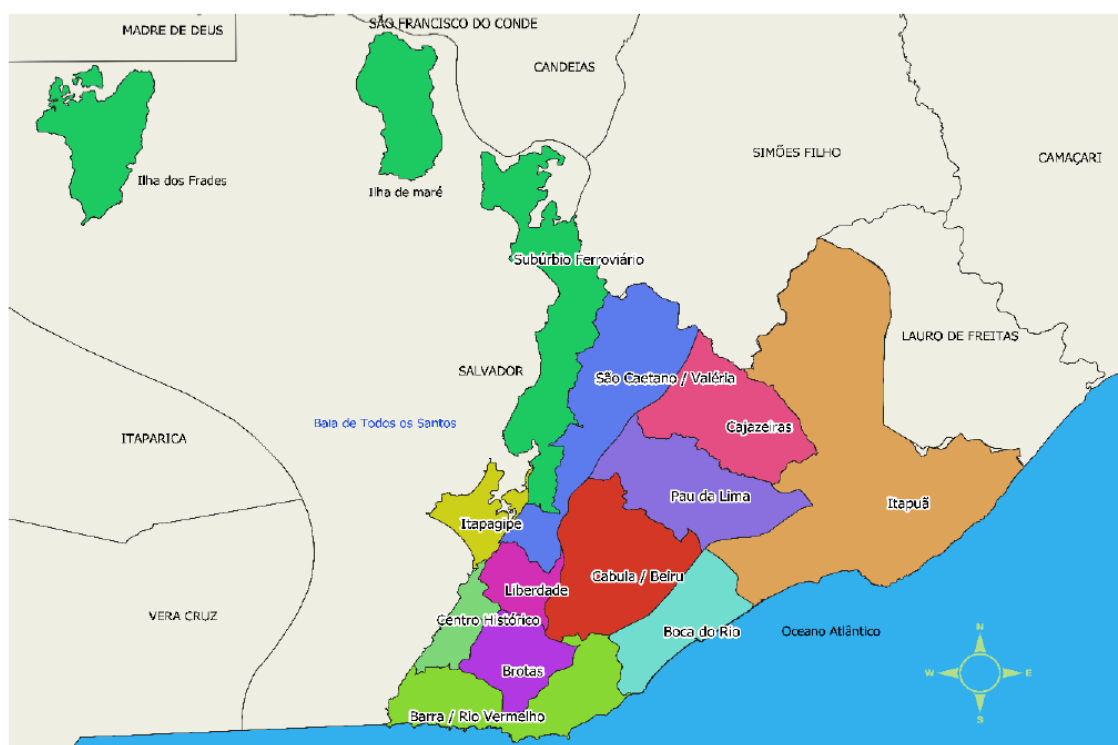 SÃO FRANCISCO DO CONDE
MADRE DE DEUS
CANDEIAS
SIMÕES FILHO
CAMAÇARI
Ilha dos Frades
Ilha de maré
Subúrbio Ferroviário
LAURO DE FREITAS
SALVADOR
São Caetano / Valéria
Baia de Todos os Santos
Cajazeiras
ITAPARICA
Pau da Lima
Itapuã
Itapagipe
Cabula / Beiru
Liberdade
VERA CRUZ
Centro Histórico
Boca do Rio
Oceano Atlântico
N
Brotas
W
E
Barra / Rio Vermelho
S